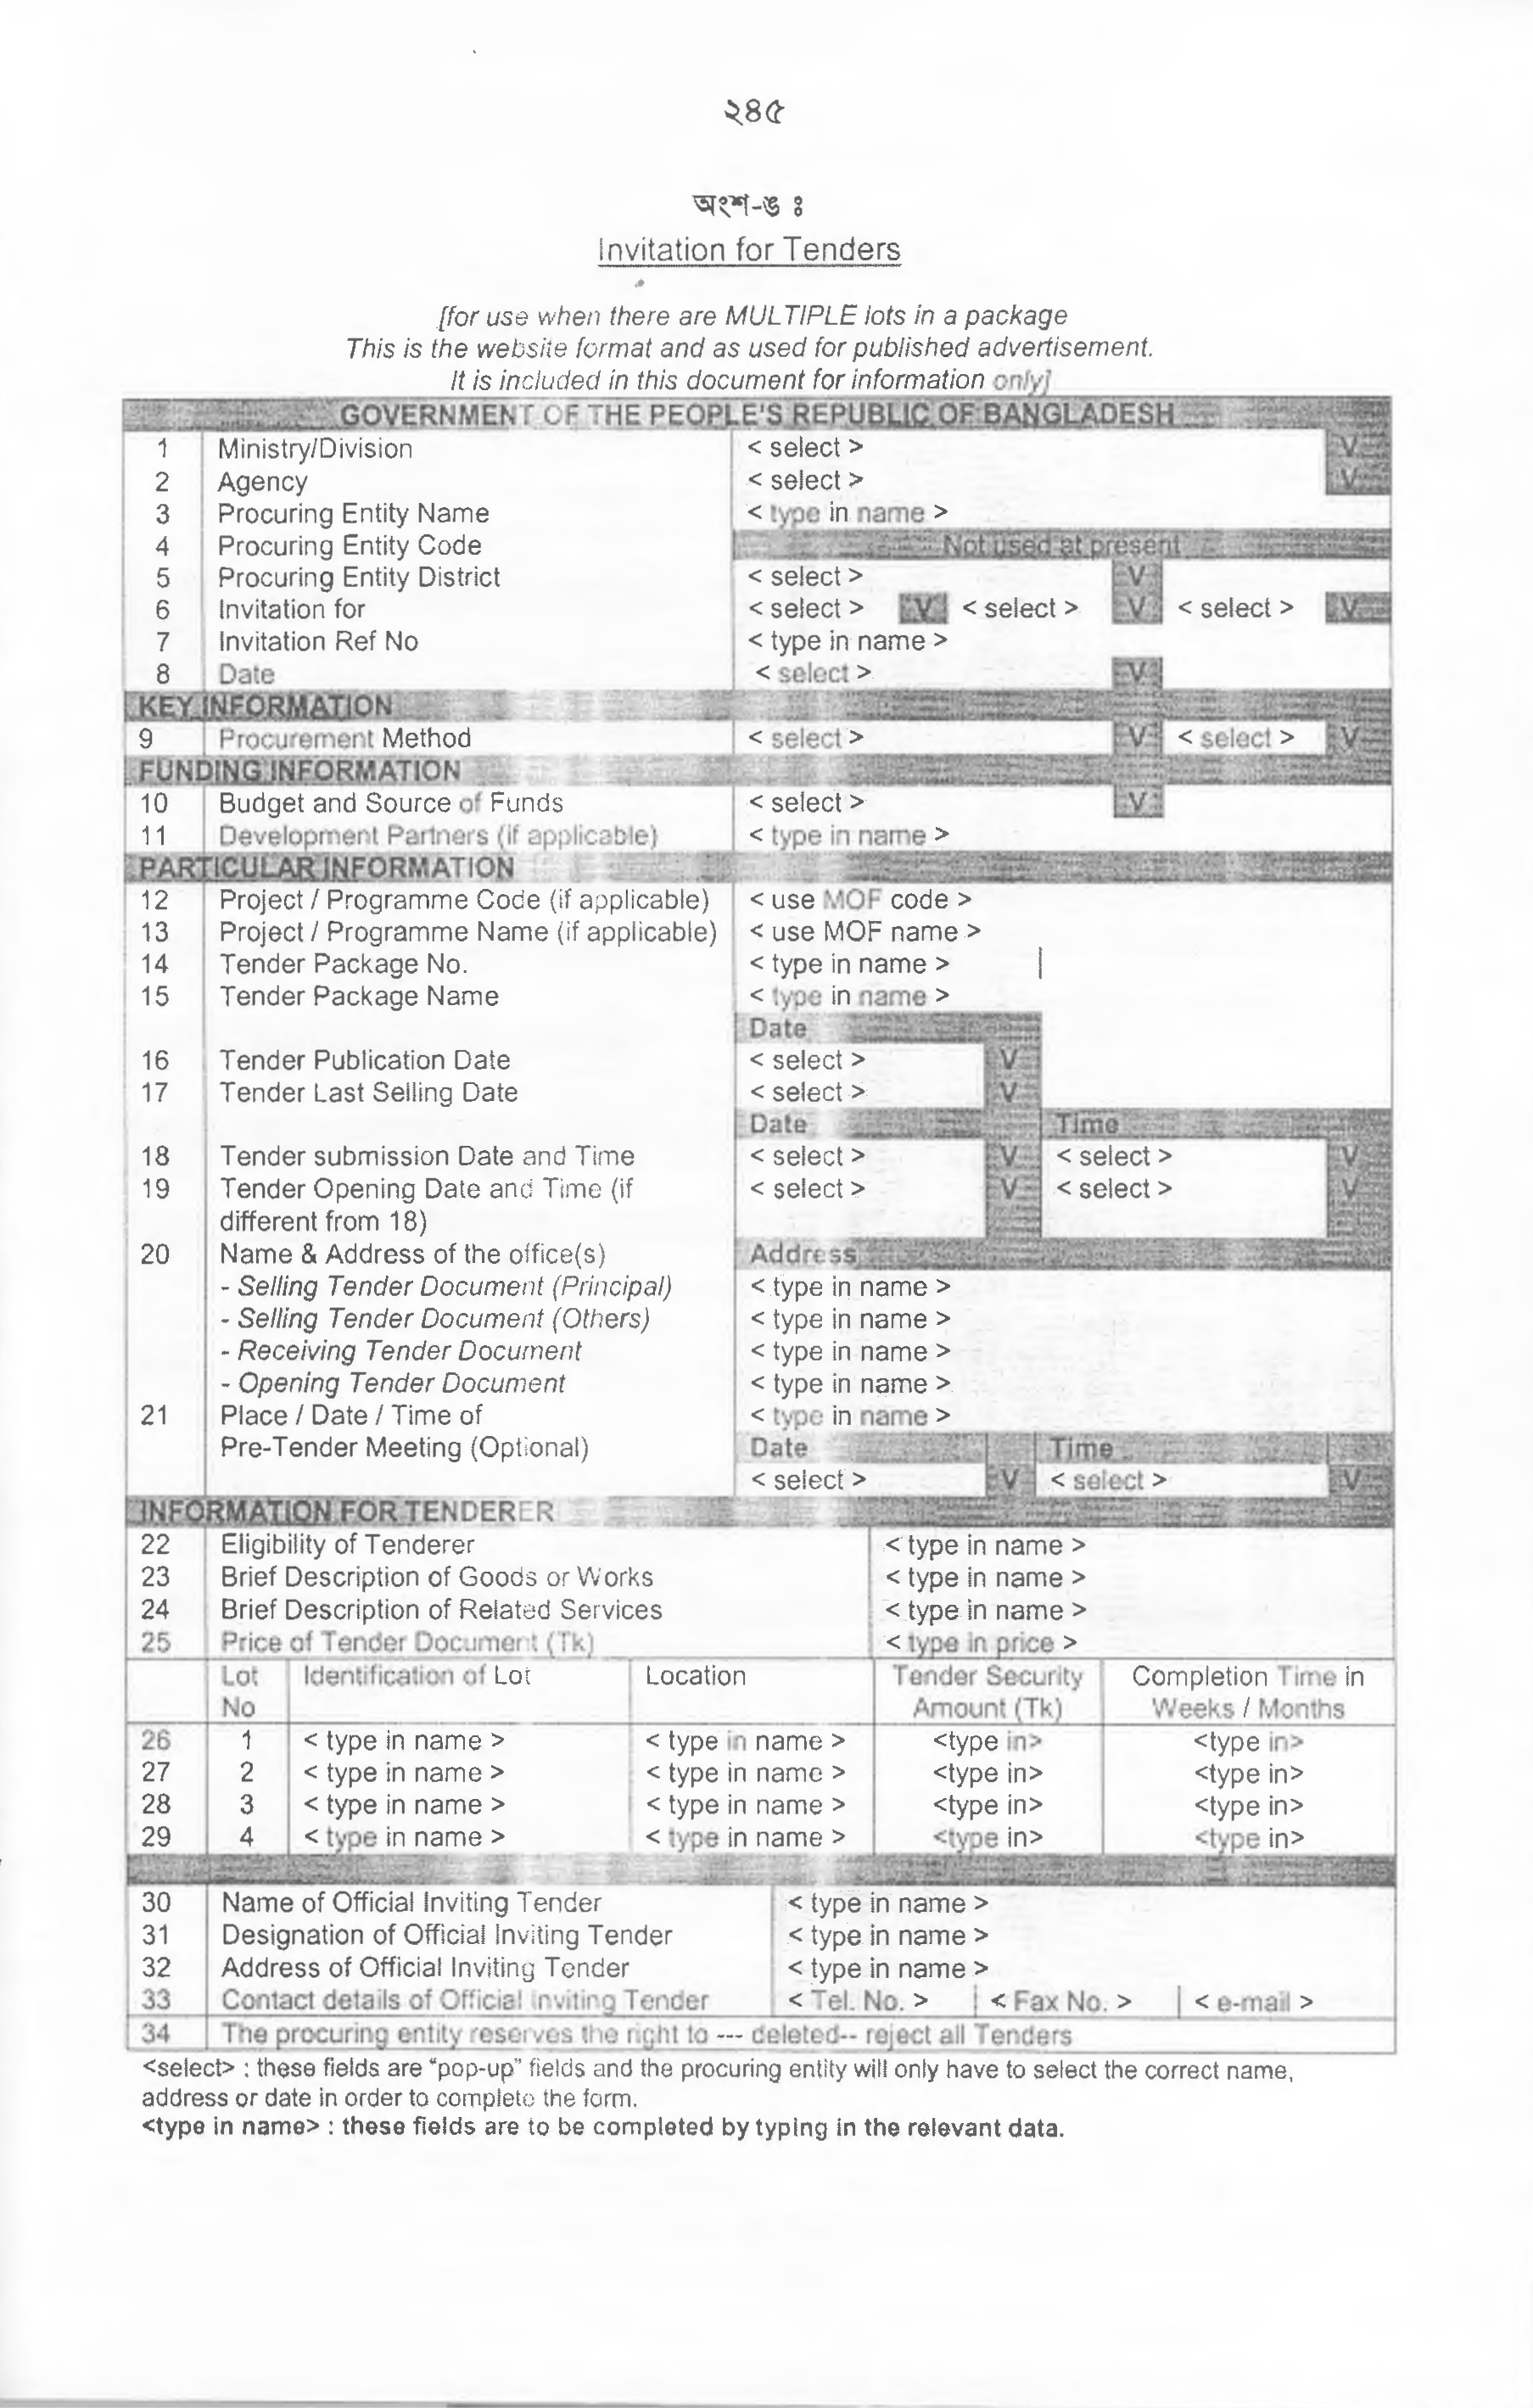 ২৪৫
অংশ-ঙ ঃ
Invitation for Tenders
[for use when there are MULTIPLE lots in a package
This is the website format and as used for published advertisement.
It is included in this document for information only]
GOVERNMENT OF THE PEOPLE'S REPUBLIC OF BANGLADESH
1 Ministry/Division < select > V
2 Agency < select > V
3 Procuring Entity Name < type in name >
4 Procuring Entity Code Not used at present
5 Procuring Entity District < select > V
6 Invitation for < select > V < select > V < select > V
7 Invitation Ref No < type in name >
8 Date < select > V
KEY INFORMATION
9 Procurement Method < select > V < select > V
FUNDING INFORMATION
10 Budget and Source of Funds < select > V
11 Development Partners (if applicable) < type in name >
PARTICULAR INFORMATION
12 Project / Programme Code (if applicable) < use MOF code >
13 Project / Programme Name (if applicable) < use MOF name >
14 Tender Package No. < type in name >
15 Tender Package Name < type in name >
Date
16 Tender Publication Date < select > V
17 Tender Last Selling Date < select > V
Date Time
18 Tender submission Date and Time < select > V < select > V
19 Tender Opening Date and Time (if < select > V < select > V
different from 18)
20 Name & Address of the office(s) Address
- Selling Tender Document (Principal) < type in name >
- Selling Tender Document (Others) < type in name >
- Receiving Tender Document < type in name >
- Opening Tender Document < type in name >
21 Place / Date / Time of < type in name >
Pre-Tender Meeting (Optional) Date Time
< select > V < select > V
INFORMATION FOR TENDERER
22 Eligibility of Tenderer < type in name >
23 Brief Description of Goods or Works < type in name >
24 Brief Description of Related Services < type in name >
25 Price of Tender Document (Tk) < type in price >
Lot Identification of Lot Location Tender Security Completion Time in
No Amount (Tk) Weeks / Months
26 1 < type in name > < type in name > <type in> <type in>
27 2 < type in name > < type in name > <type in> <type in>
28 3 < type in name > < type in name > <type in> <type in>
29 4 < type in name > < type in name > <type in> <type in>
30 Name of Official Inviting Tender < type in name >
31 Designation of Official Inviting Tender < type in name >
32 Address of Official Inviting Tender < type in name >
33 Contact details of Official Inviting Tender < Tel. No. > < Fax No. > < e-mail >
34 The procuring entity reserves the right to --- deleted-- reject all Tenders
<select> : these fields are "pop-up" fields and the procuring entity will only have to select the correct name,
address or date in order to complete the form.
<type in name> : these fields are to be completed by typing in the relevant data.